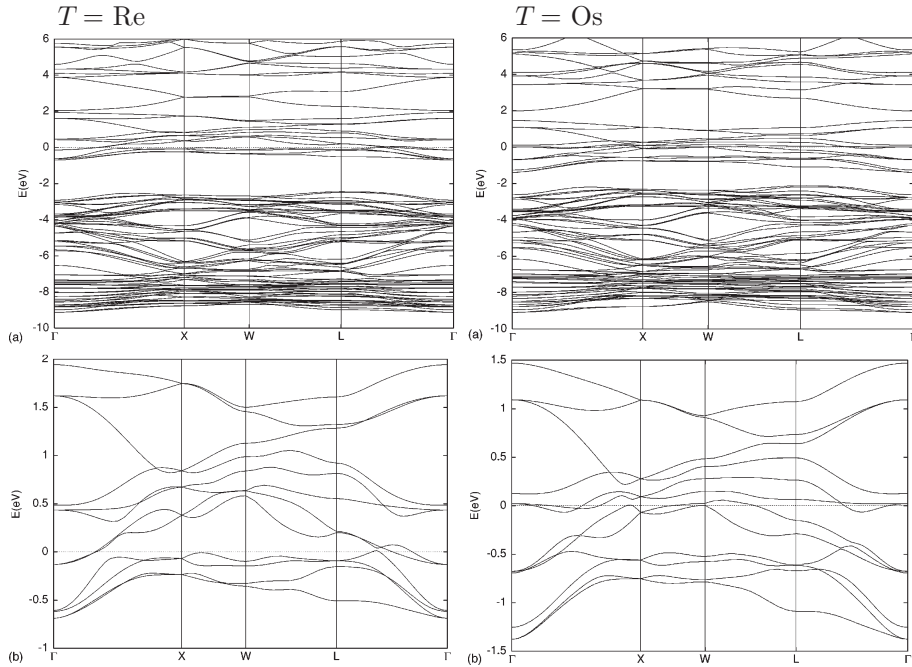 T = Re
T = Os
6
4
2
0
-2
-4
-6
-8
-10
E(eV)
(a)
Γ X W L Γ
6
4
2
0
-2
-4
-6
-8
-10
E(eV)
(a)
Γ X W L Γ
2
1.5
1
0.5
0
-0.5
-1
E(eV)
(b)
Γ X W L Γ
1.5
1
0.5
0
-0.5
-1
-1.5
E(eV)
(b)
Γ X W L Γ